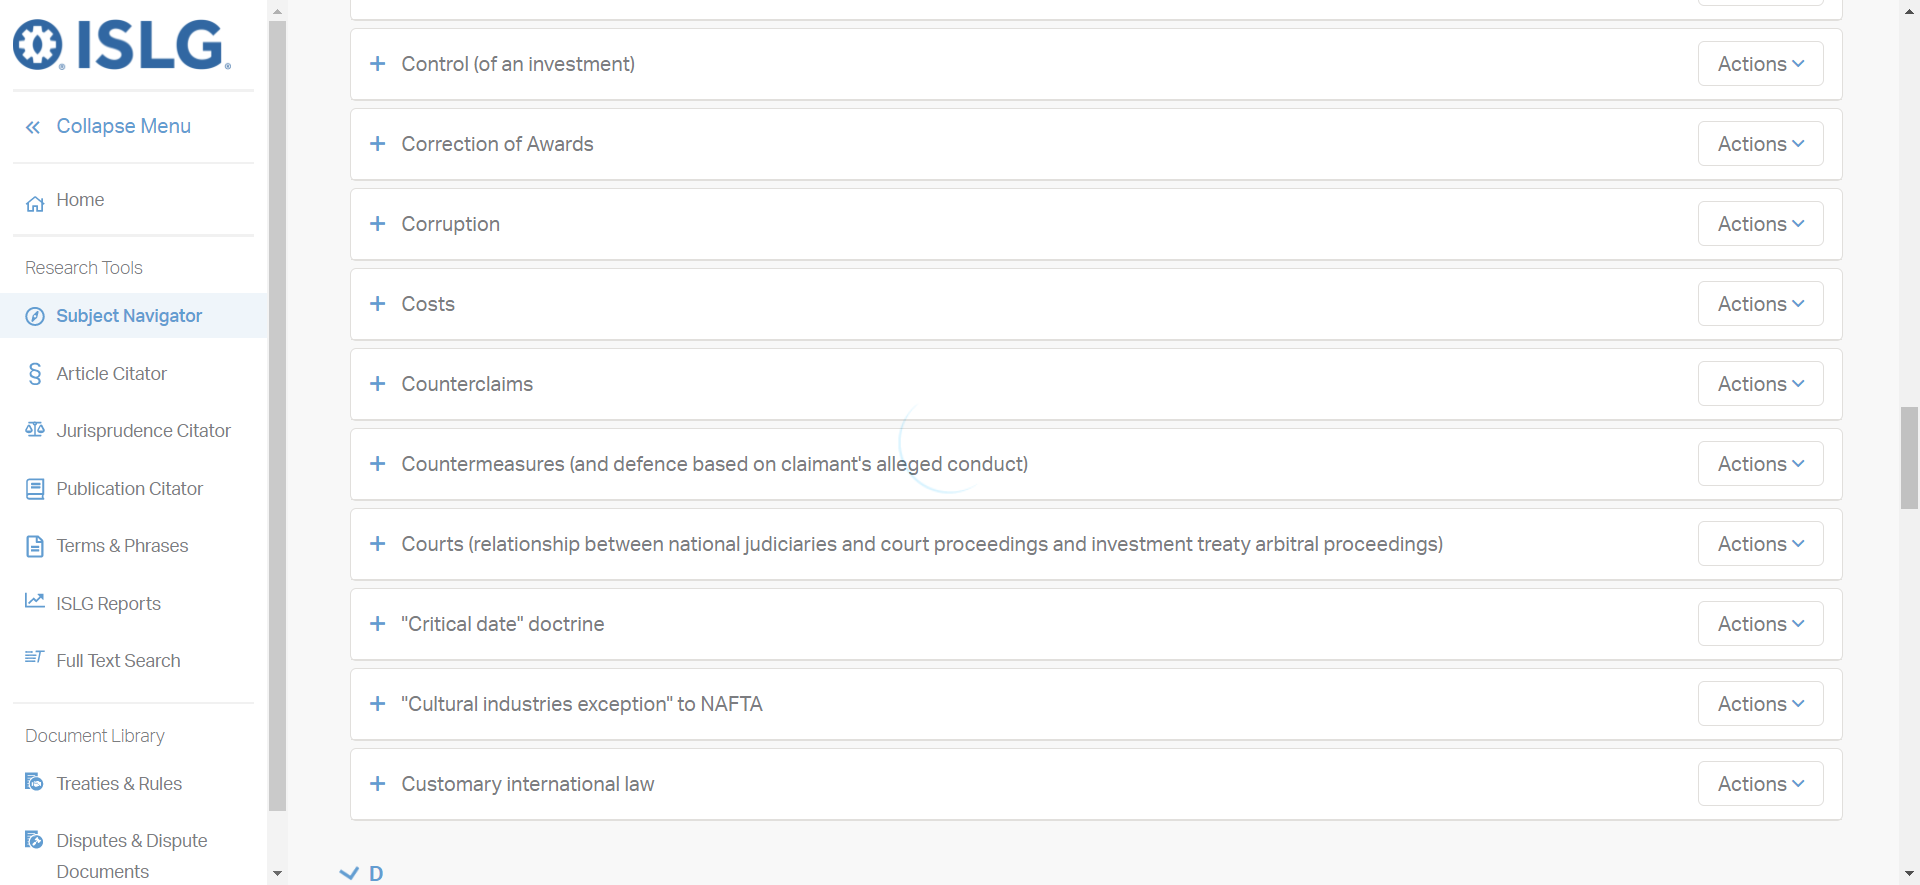 ISLG
Collapse Menu
Home
Research Tools
Subject Navigator
Article Citator
Jurisprudence Citator
Publication Citator
Terms & Phrases
ISLG Reports
Full Text Search
Document Library
Treaties & Rules
Disputes & Dispute
Documents
Control (of an investment) Actions
Correction of Awards Actions
Corruption Actions
Costs Actions
Counterclaims Actions
Countermeasures (and defence based on claimant's alleged conduct) Actions
Courts (relationship between national judiciaries and court proceedings and investment treaty arbitral proceedings) Actions
"Critical date" doctrine Actions
"Cultural industries exception" to NAFTA Actions
Customary international law Actions
D